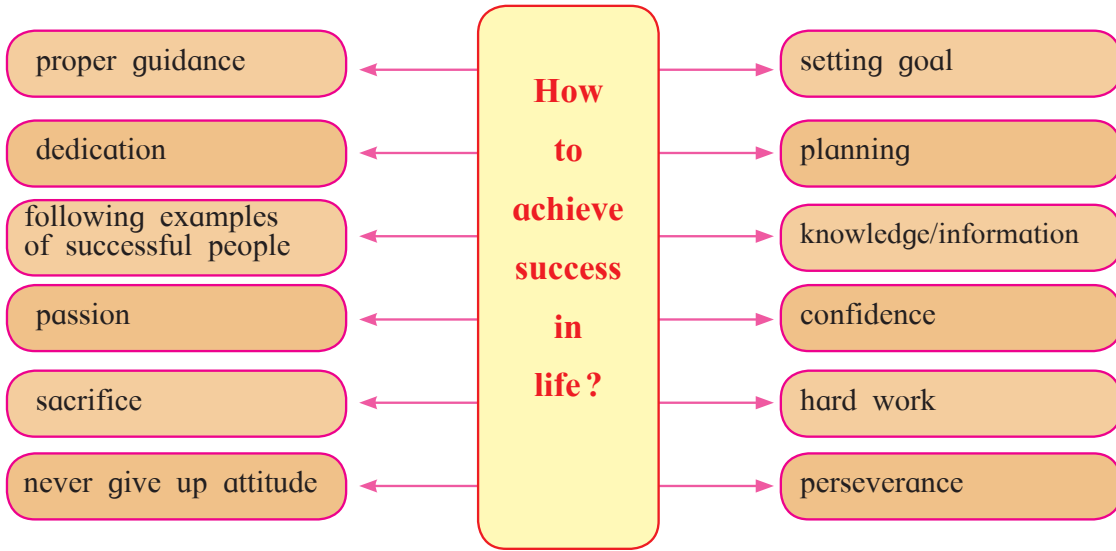 How
to
achieve
success
in
life?
proper guidance
dedication
following examples
of successful people
passion
sacrifice
never give up attitude
setting goal
planning
knowledge/information
confidence
hard work
perseverance